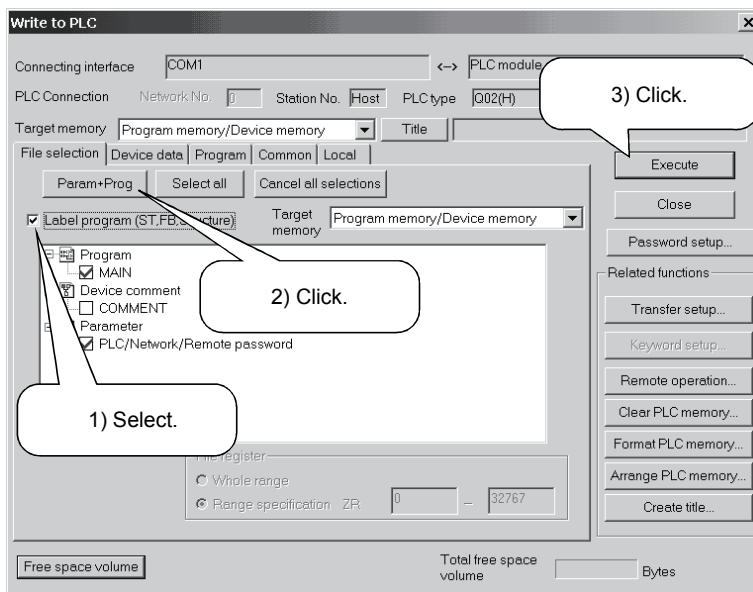 Write to PLC
Connecting interface COM1 <--> PLC module
PLC Connection Network No. 0 Station No. Host PLC type Q02(H)
3) Click.
Target memory Program memory/Device memory Title
File selection Device data Program Common Local
Execute
Param+Prog Select all Cancel all selections
Close
Label program (ST,FB,Structure) Target memory Program memory/Device memory
Password setup...
Program
MAIN
Device comment
COMMENT
Parameter
PLC/Network/Remote password
2) Click.
1) Select.
Related functions
Transfer setup...
Keyword setup...
Remote operation...
Clear PLC memory...
Format PLC memory...
Arrange PLC memory...
Create title...
File register
Whole range
Range specification ZR 0 – 32767
Free space volume
Total free space volume Bytes